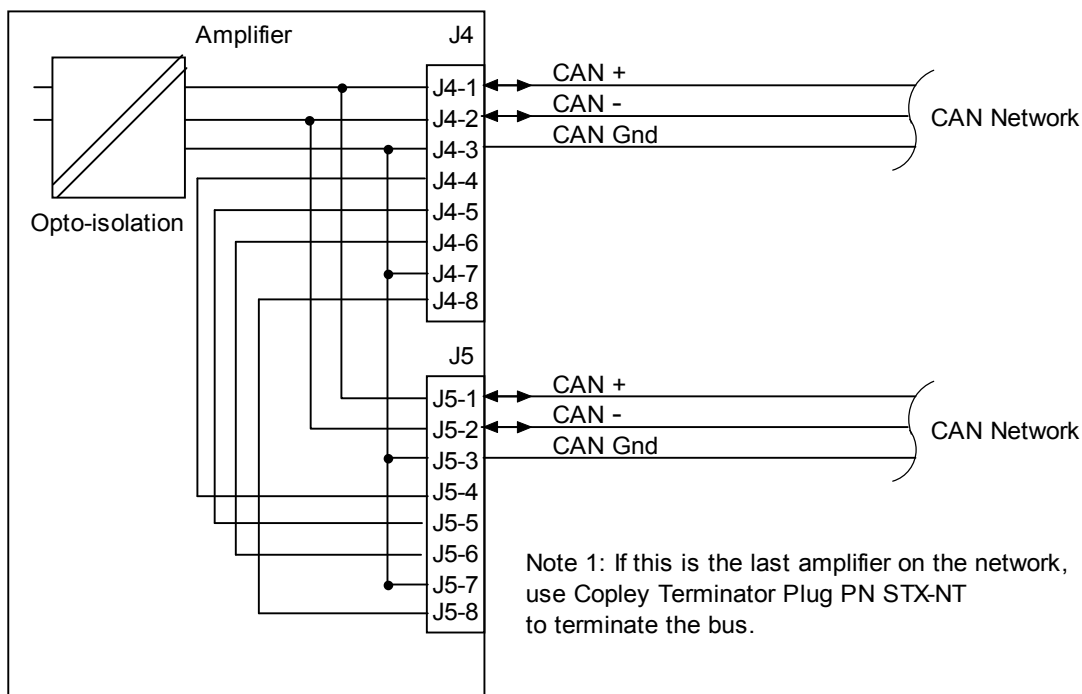 Amplifier
J4
J4-1
J4-2
J4-3
J4-4
J4-5
J4-6
J4-7
J4-8
CAN +
CAN -
CAN Gnd
CAN Network
Opto-isolation
J5
J5-1
J5-2
J5-3
J5-4
J5-5
J5-6
J5-7
J5-8
CAN +
CAN -
CAN Gnd
CAN Network
Note 1: If this is the last amplifier on the network,
use Copley Terminator Plug PN STX-NT
to terminate the bus.